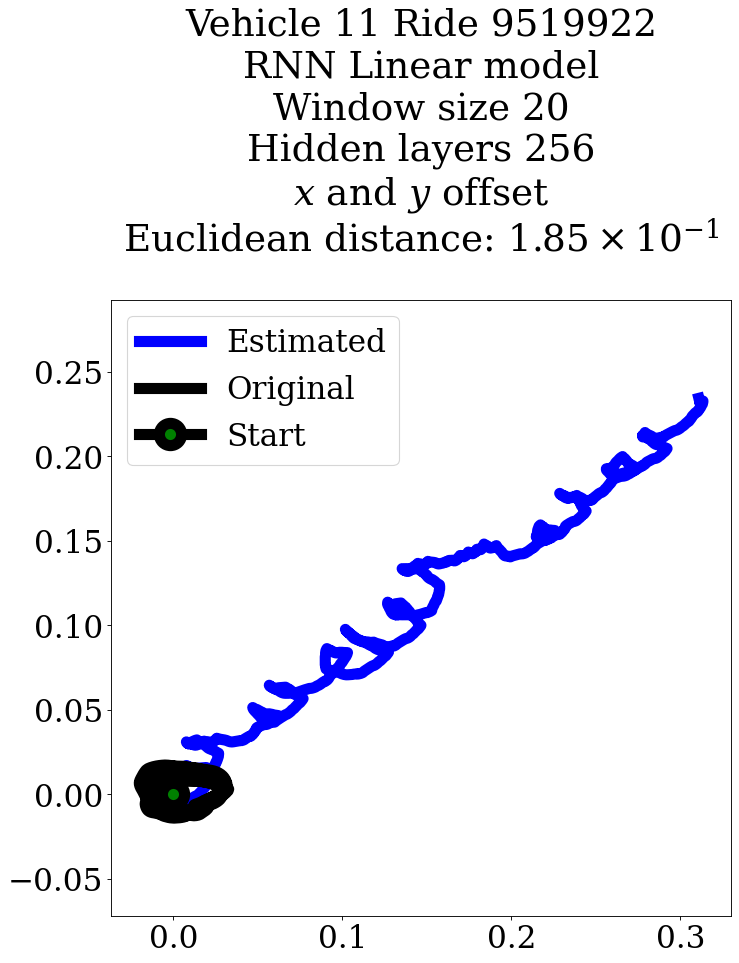 Vehicle 11 Ride 9519922
RNN Linear model
Window size 20
Hidden layers 256
x and y offset
Euclidean distance: 1.85 × 10⁻¹
Estimated
Original
Start
0.25
0.20
0.15
0.10
0.05
0.00
−0.05
0.0 0.1 0.2 0.3